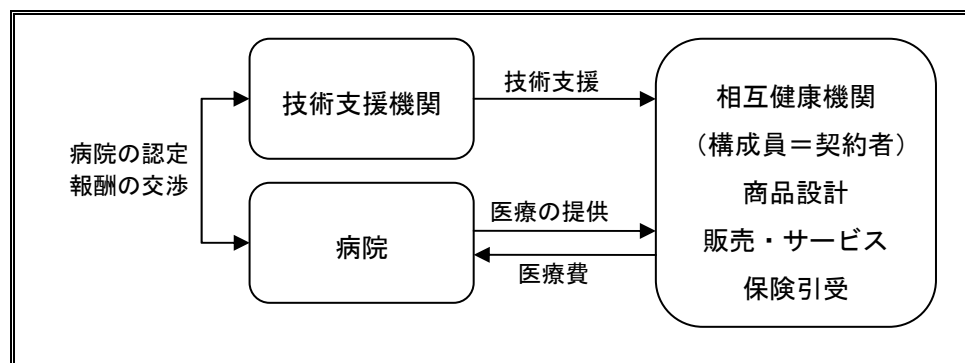 技術支援機関
技術支援
病院の認定
報酬の交渉
病院
医療の提供
医療費
相互健康機関
(構成員=契約者)
商品設計
販売・サービス
保険引受